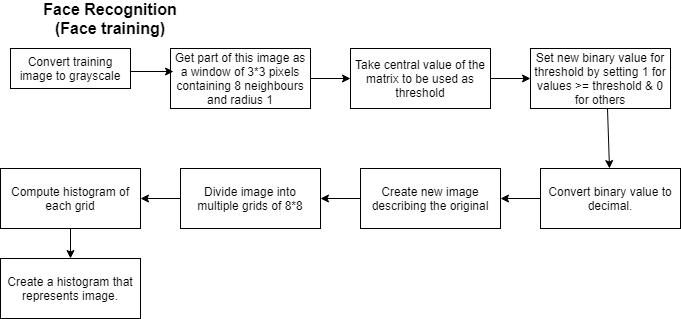 Face Recognition
(Face training)
Convert training
image to grayscale
Get part of this image as
a window of 3*3 pixels
containing 8 neighbours
and radius 1
Take central value of the
matrix to be used as
threshold
Set new binary value for
threshold by setting 1 for
values >= threshold & 0
for others
Convert binary value to
decimal.
Create new image
describing the original
Divide image into
multiple grids of 8*8
Compute histogram of
each grid
Create a histogram that
represents image.